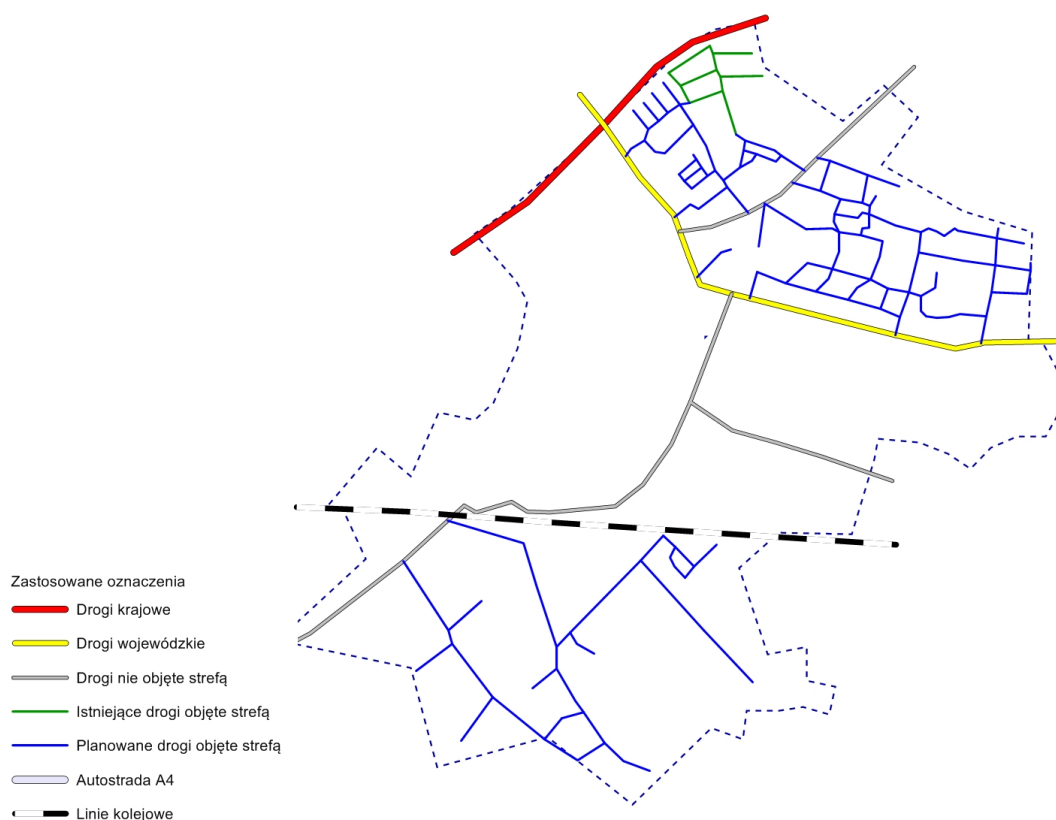 Zastosowane oznaczenia
Drogi krajowe
Drogi wojewódzkie
Drogi nie objęte strefą
Istniejące drogi objęte strefą
Planowane drogi objęte strefą
Autostrada A4
Linie kolejowe